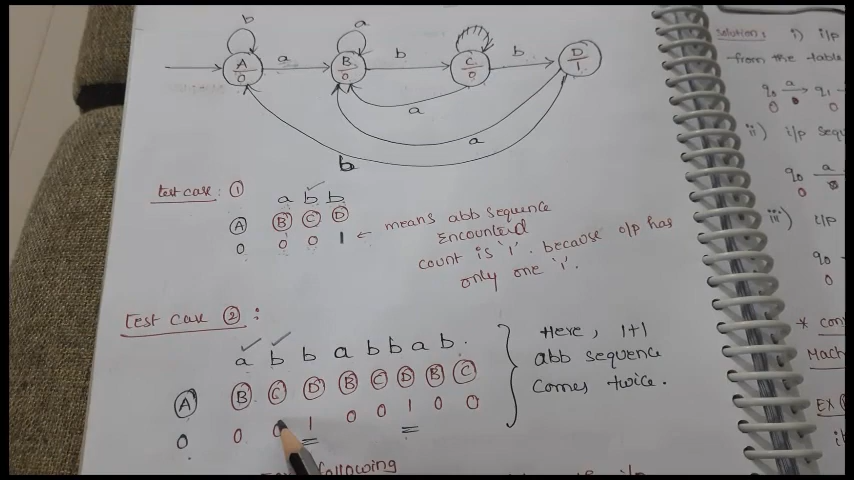 b
a
a
b
b
A
0
B
0
C
0
D
1
a
a
b
test case: ①
a b b
A B C D
0 0 0 1 ← means abb sequence
Encounterd
count is '1'. because o/p has
only one '1'.
Test case ②:
a b b a b b a b.
A B C D B C D B C
0 0 0 1 0 0 1 0 0
Here, 1+1
abb sequence
comes twice.
following
solution: i) i/p
from the table
q0 a→ q1
0 0 0
ii) i/p sequ
q0 a
0
iii) i/p
q0
0
* con
Mach
EX